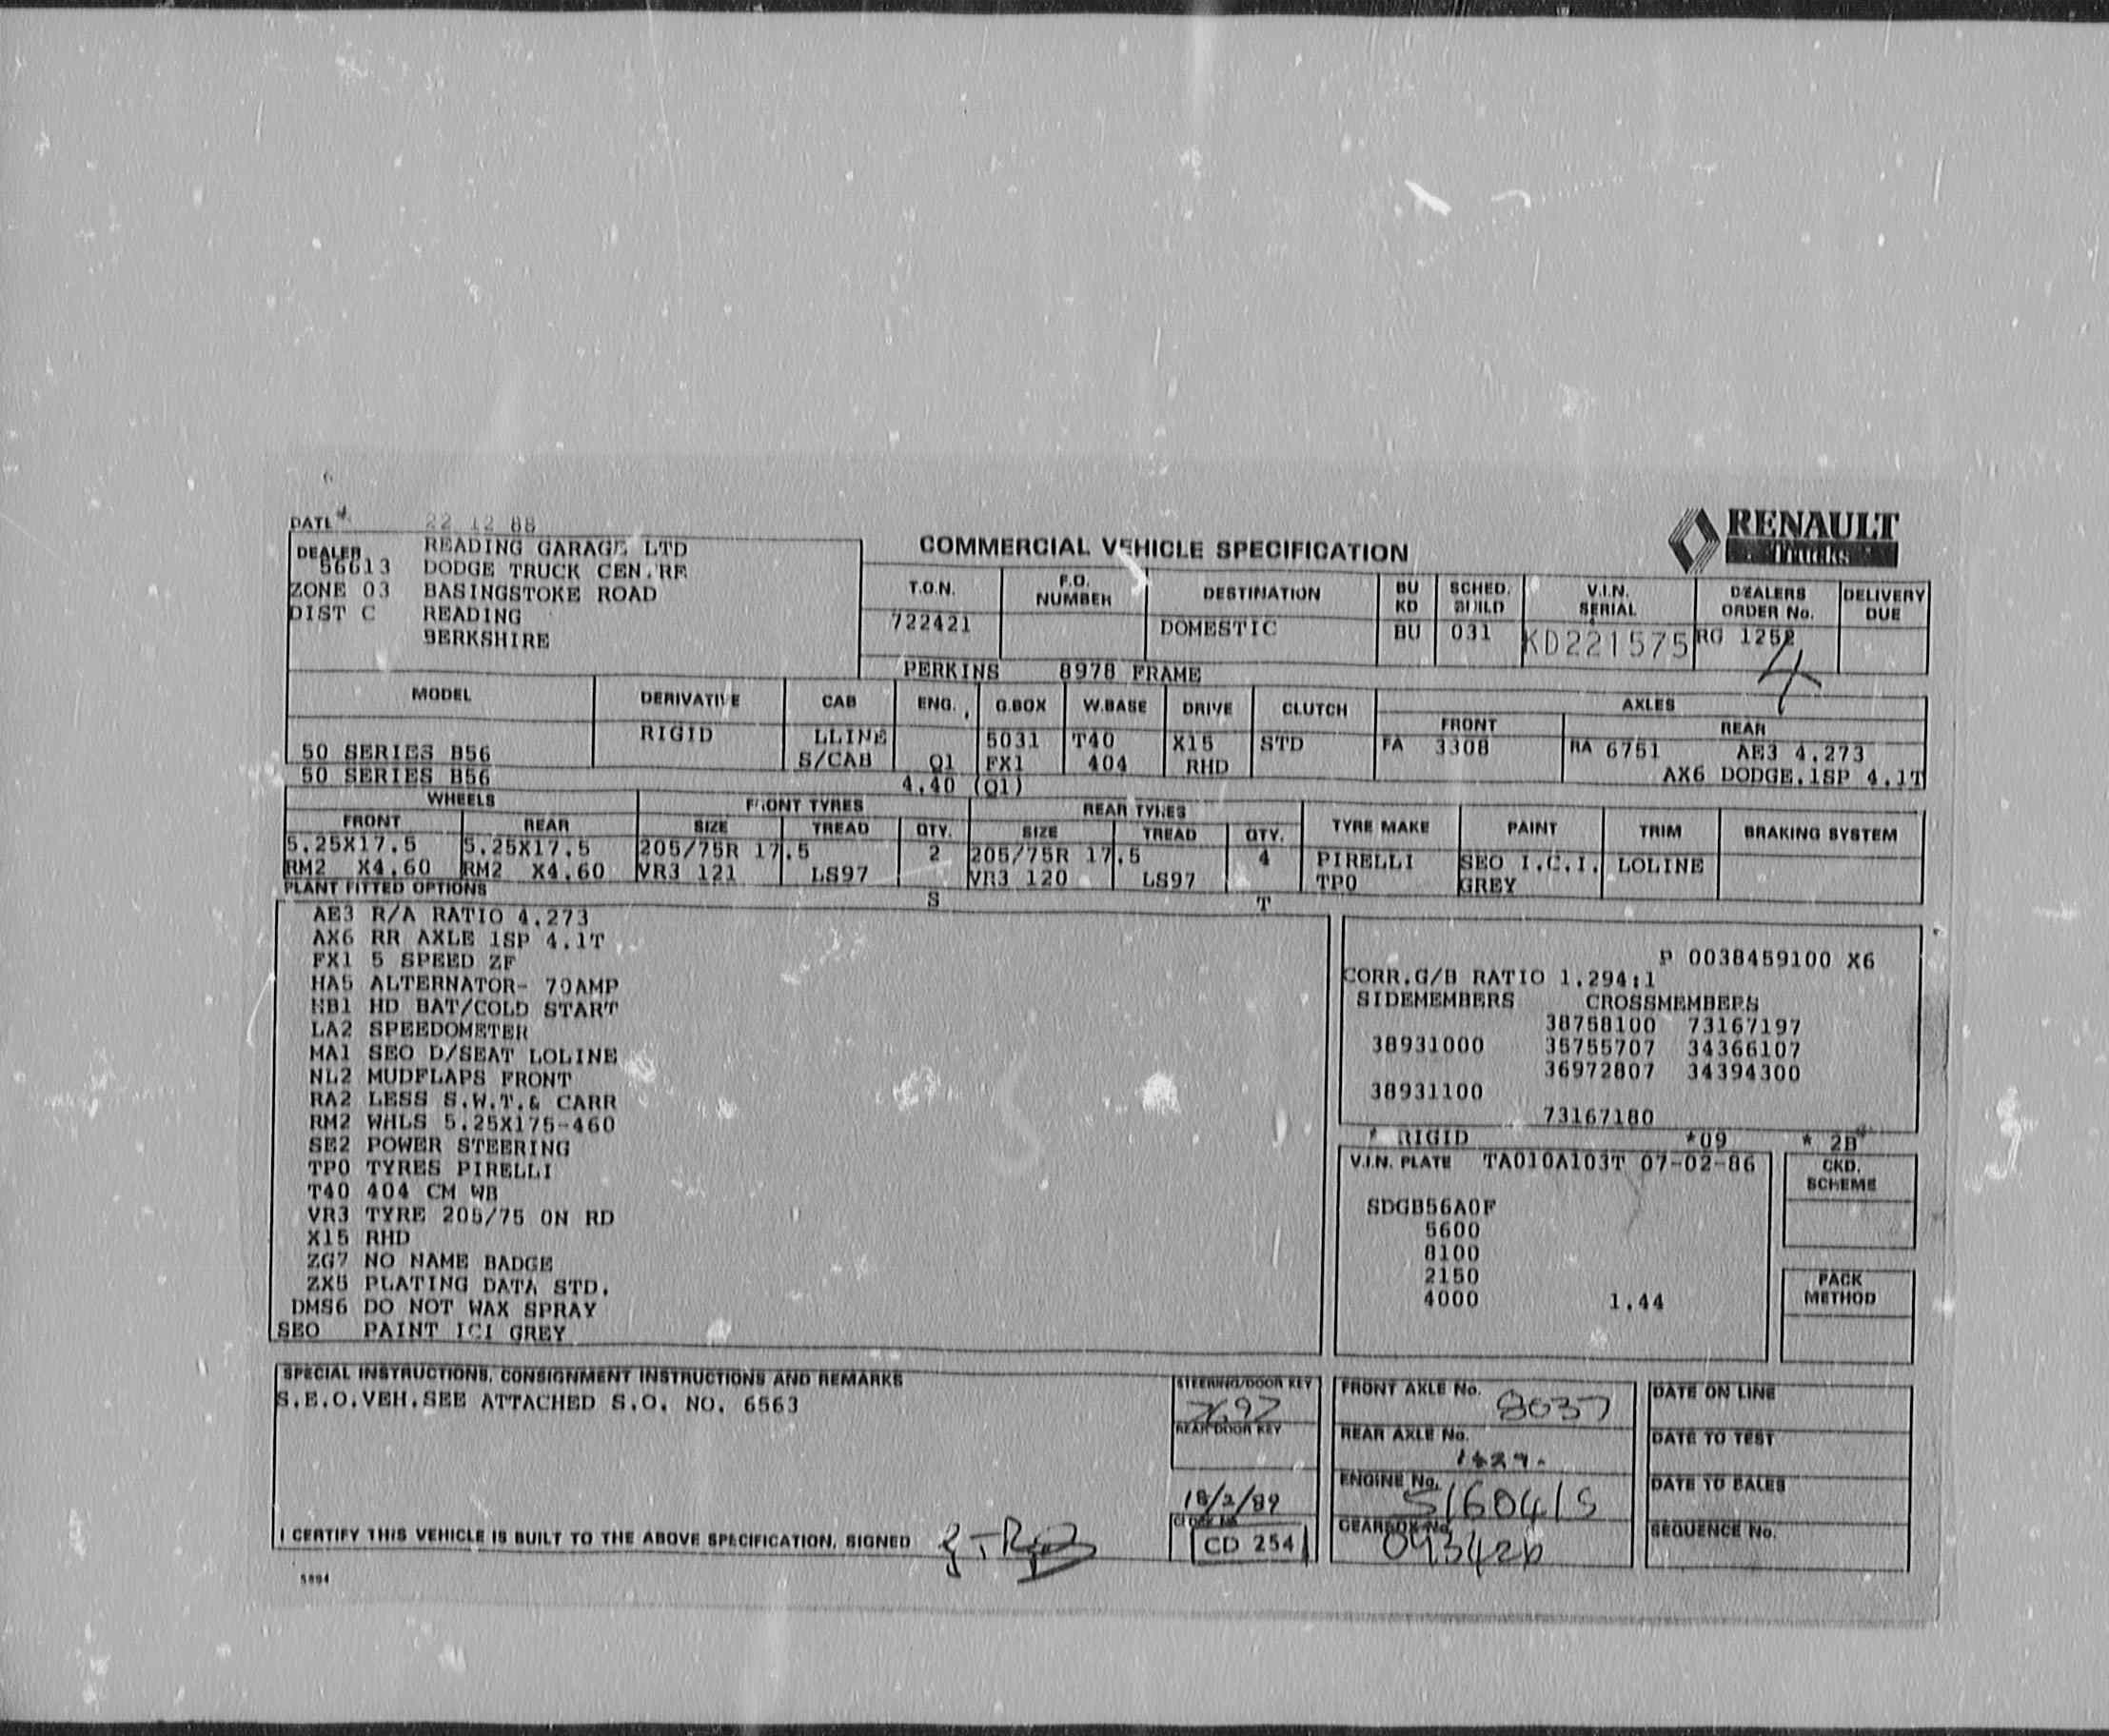 22 12 88
DEALER READING GARAGE LTD
56613 DODGE TRUCK
ZONE 03 BASINGSTOKE ROAD
DIST C READING
BERKSHIRE
COMMERCIAL VEHICLE SPECIFICATION
RENAULT
Trucks
T.O.N. F.O. NUMBER DESTINATION BU KD SCHED. BUILD V.I.N. SERIAL DEALERS ORDER No. DELIVERY DUE
722421 DOMESTIC BU 031 KD221575 RG
PERKINS 8978 FRAME
MODEL DERIVATIVE CAB ENG. G.BOX W.BASE DRIVE CLUTCH AXLES
FRONT REAR
RIGID LLINE 5031 T40 X15 STD FA 3308 RA 6751 AE3 4.273
50 SERIES B56 S/CAB Q1 FX1 404 RHD AX6 DODGE.1SP 4.1T
50 SERIES B56 4.40 (Q1)
WHEELS FRONT TYRES REAR TYRES
FRONT REAR SIZE TREAD QTY. SIZE TREAD QTY. TYRE MAKE PAINT TRIM BRAKING SYSTEM
5.25X17.5 5.25X17.5 205/75R 17.5 2 205/75R 17.5 4 PIRELLI SEO I.C.I. LOLINE
RM2 X4.60 RM2 X4.60 VR3 121 LS97 VR3 120 LS97 TP0 GREY
PLANT FITTED OPTIONS S T
AE3 R/A RATIO 4.273
AX6 RR AXLE 1SP 4.1T
FX1 5 SPEED ZF
HA5 ALTERNATOR- 70AMP
HB1 HD BAT/COLD START
LA2 SPEEDOMETER
MA1 SEO D/SEAT LOLINE
NL2 MUDFLAPS FRONT
RA2 LESS S.W.T.& CARR
RM2 WHLS 5.25X175-460
SE2 POWER STEERING
TP0 TYRES PIRELLI
T40 404 CM WB
VR3 TYRE 205/75 ON RD
X15 RHD
ZG7 NO NAME BADGE
ZX5 PLATING DATA STD.
DMS6 DO NOT WAX SPRAY
SEO PAINT ICI GREY
P 0038459100 X6
CORR.G/B RATIO 1.294:1
SIDEMEMBERS CROSSMEMBERS
38758100 73167197
38931000 35755707 34366107
36972807 34394300
38931100
73167180
* RIGID *09 * 2B
V.I.N. PLATE TA010A103T 07-02-86
CKD. SCHEME
SDGB56A0F
5600
8100
2150
4000 1.44
PACK METHOD
SPECIAL INSTRUCTIONS, CONSIGNMENT INSTRUCTIONS AND REMARKS
S.E.O.VEH.SEE ATTACHED S.O. NO. 6563
STEERING/DOOR KEY
REAR DOOR KEY
CD 254
FRONT AXLE No. 8037
REAR AXLE No.
ENGINE No.
GEARBOX No.
DATE ON LINE
DATE TO TEST
DATE TO SALES
SEQUENCE No.
I CERTIFY THIS VEHICLE IS BUILT TO THE ABOVE SPECIFICATION, SIGNED